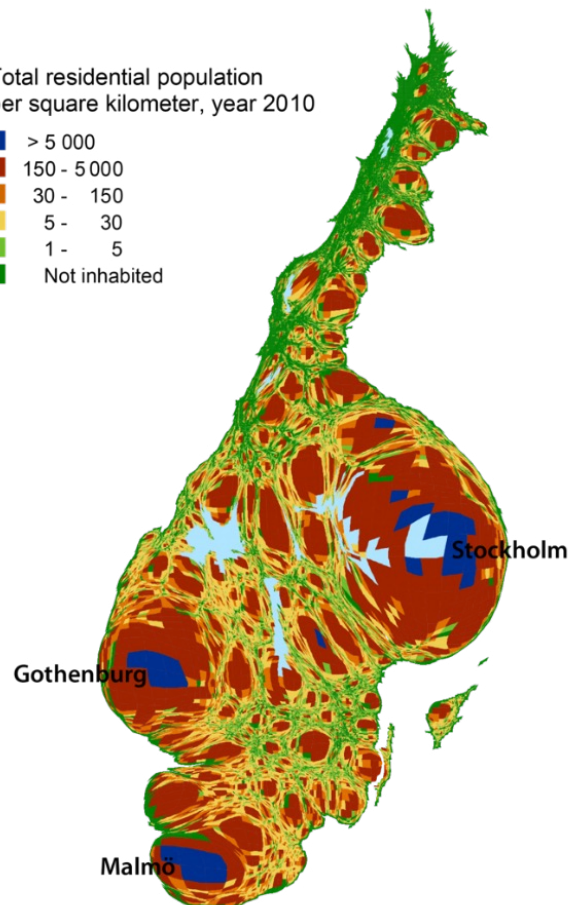 otal residential population
er square kilometer, year 2010
> 5 000
150 - 5 000
30 - 150
5 - 30
1 - 5
Not inhabited
Stockholm
Gothenburg
Malmö